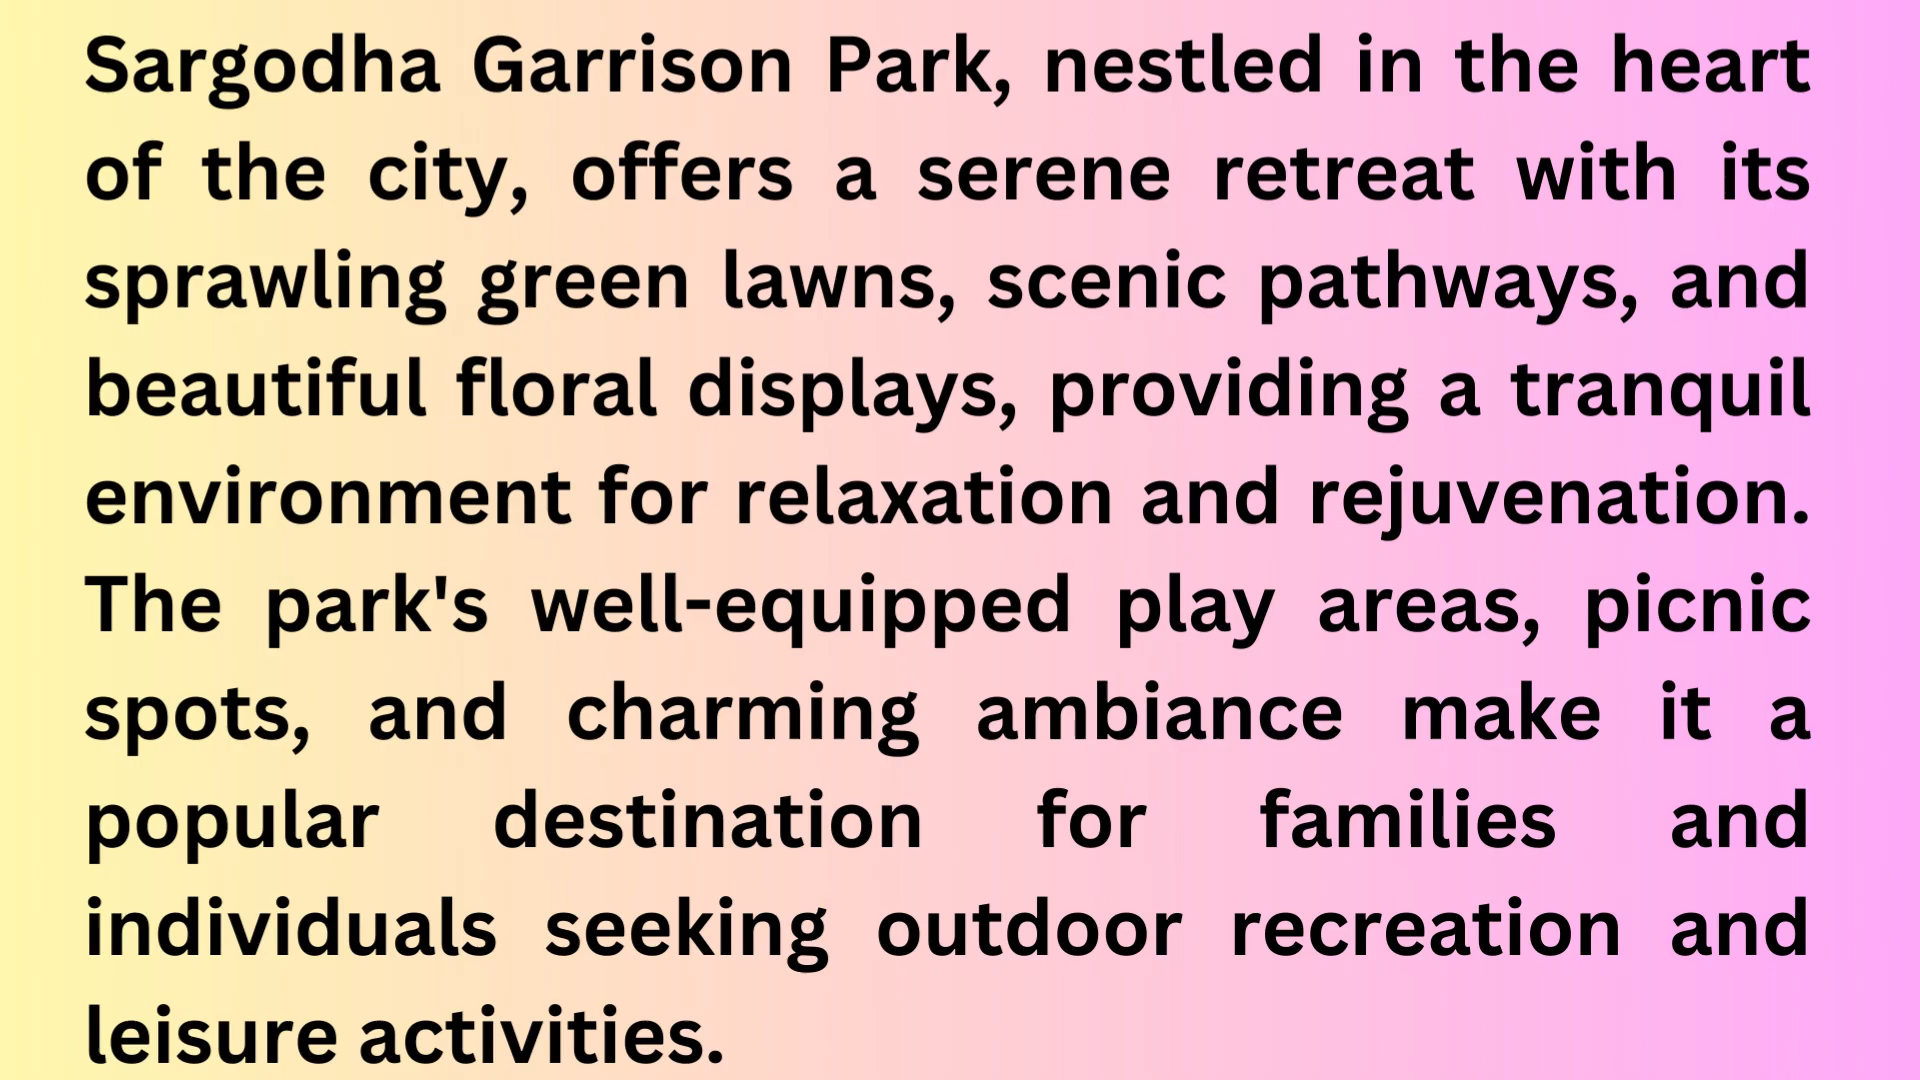 Sargodha Garrison Park, nestled in the heart
of the city, offers a serene retreat with its
sprawling green lawns, scenic pathways, and
beautiful floral displays, providing a tranquil
environment for relaxation and rejuvenation.
The park's well-equipped play areas, picnic
spots, and charming ambiance make it a
popular destination for families and
individuals seeking outdoor recreation and
leisure activities.